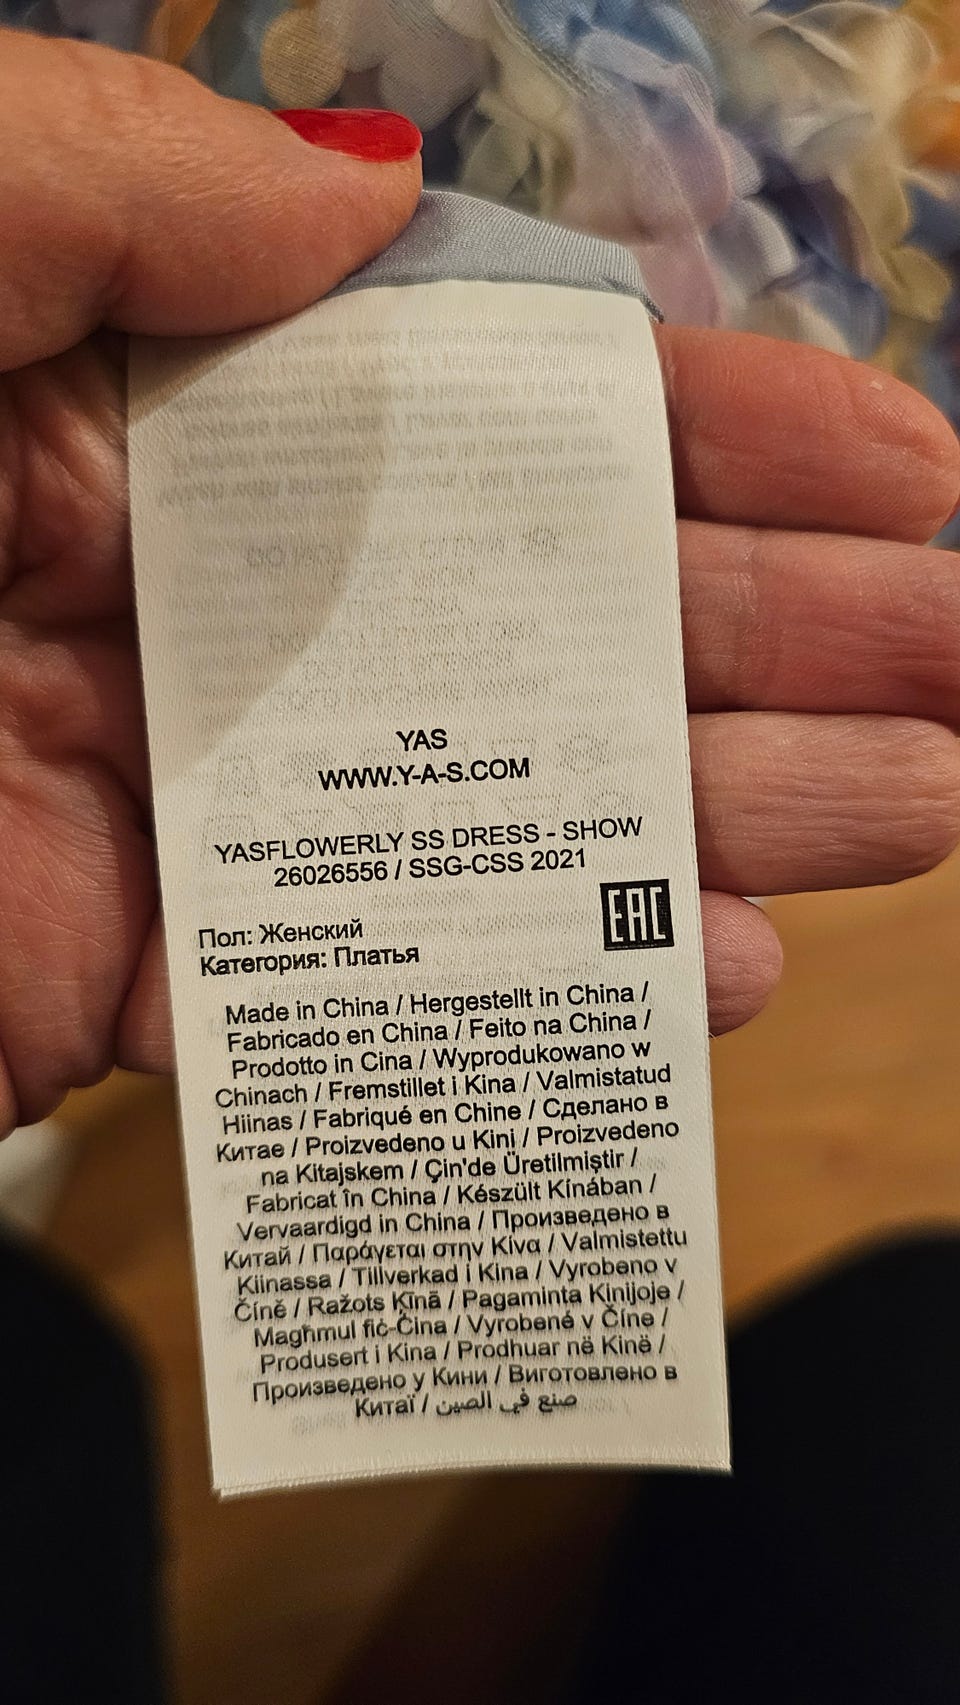 YAS
WWW.Y-A-S.COM
YASFLOWERLY SS DRESS - SHOW
26026556 / SSG-CSS 2021
EAC
Пол: Женский
Категория: Платья
Made in China / Hergestellt in China /
Fabricado en China / Feito na China /
Prodotto in Cina / Wyprodukowano w
Chinach / Fremstillet i Kina / Valmistatud
Hiinas / Fabriqué en Chine / Сделано в
Китае / Proizvedeno u Kini / Proizvedeno
na Kitajskem / Çin'de Üretilmiştir /
Fabricat în China / Készült Kínában /
Vervaardigd in China / Произведено в
Китай / Παράγεται στην Κίνα / Valmistettu
Kiinassa / Tillverkad i Kina / Vyrobeno v
Číně / Ražots Ķīnā / Pagaminta Kinijoje /
Magħmul fiċ-Ċina / Vyrobené v Číne /
Produsert i Kina / Prodhuar në Kinë /
Произведено у Кини / Виготовлено в
Китаї / صنع في الصين